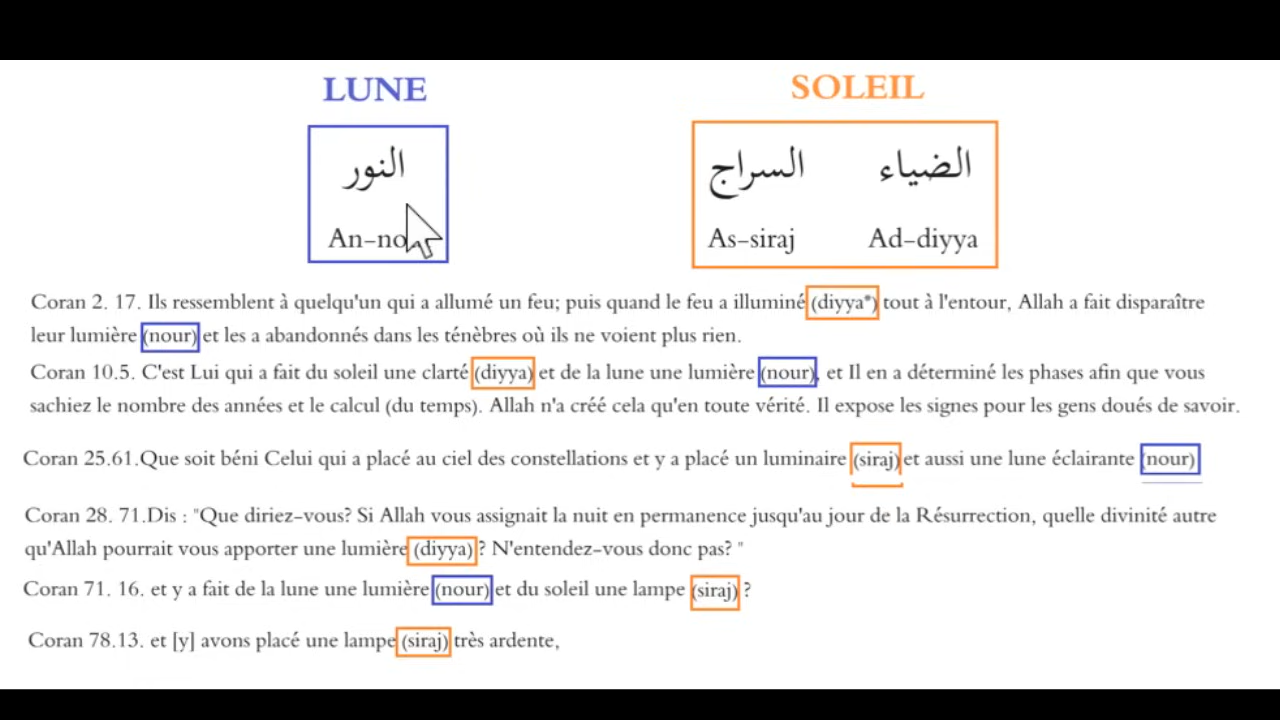 LUNE SOLEIL
النور السراج الضياء
An-no As-siraj Ad-diyya
Coran 2. 17. Ils ressemblent à quelqu'un qui a allumé un feu; puis quand le feu a illuminé (diyya*) tout à l'entour, Allah a fait disparaître
leur lumière (nour) et les a abandonnés dans les ténèbres où ils ne voient plus rien.
Coran 10.5. C'est Lui qui a fait du soleil une clarté (diyya) et de la lune une lumière (nour), et Il en a déterminé les phases afin que vous
sachiez le nombre des années et le calcul (du temps). Allah n'a créé cela qu'en toute vérité. Il expose les signes pour les gens doués de savoir.
Coran 25.61.Que soit béni Celui qui a placé au ciel des constellations et y a placé un luminaire (siraj) et aussi une lune éclairante (nour)
Coran 28. 71.Dis : "Que diriez-vous? Si Allah vous assignait la nuit en permanence jusqu'au jour de la Résurrection, quelle divinité autre
qu'Allah pourrait vous apporter une lumière (diyya) ? N'entendez-vous donc pas? "
Coran 71. 16. et y a fait de la lune une lumière (nour) et du soleil une lampe (siraj) ?
Coran 78.13. et [y] avons placé une lampe (siraj) très ardente,